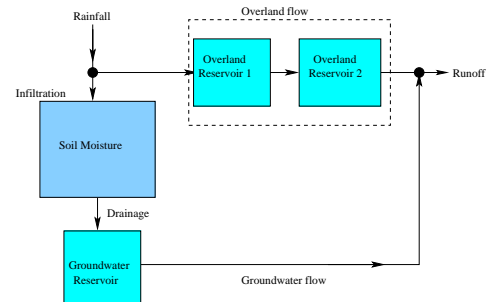 Rainfall
Overland flow
Overland
Reservoir 1
Overland
Reservoir 2
Runoff
Infiltration
Soil Moisture
Drainage
Groundwater
Reservoir
Groundwater flow